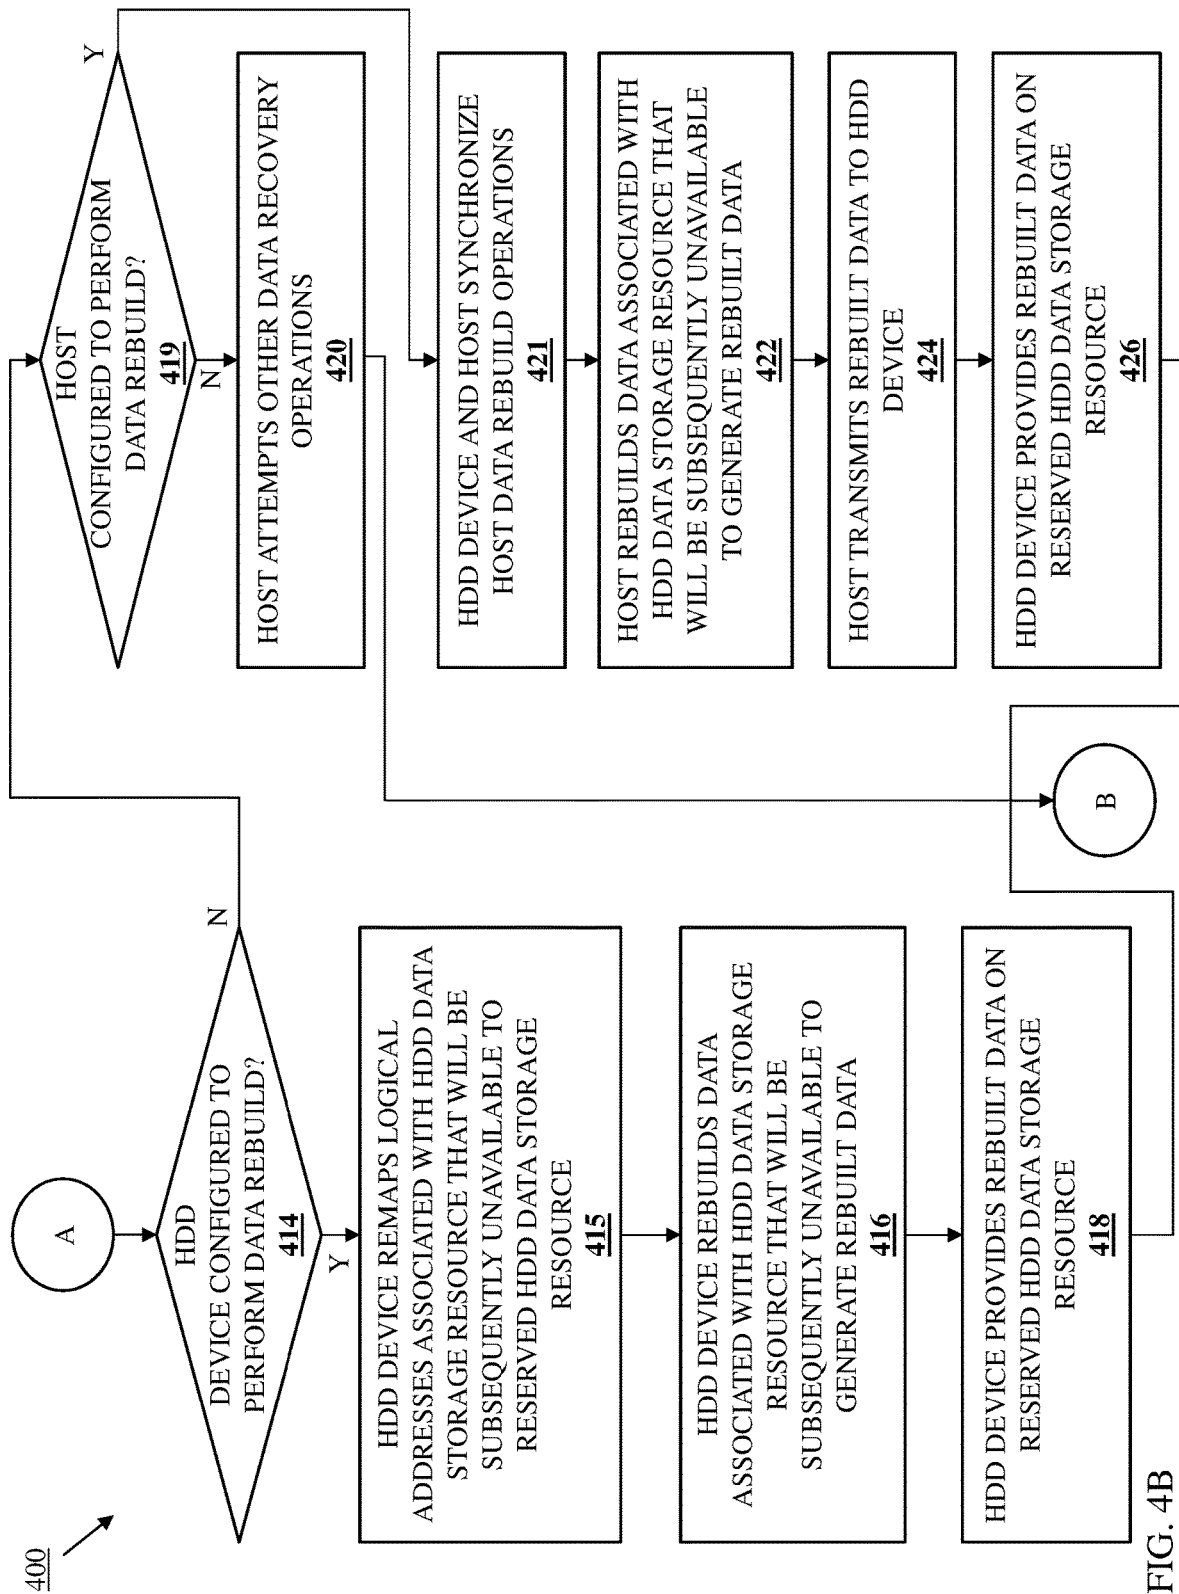 400
A
HDD
DEVICE CONFIGURED TO
PERFORM DATA REBUILD?
414
Y
N
HDD DEVICE REMAPS LOGICAL
ADDRESSES ASSOCIATED WITH HDD DATA
STORAGE RESOURCE THAT WILL BE
SUBSEQUENTLY UNAVAILABLE TO
RESERVED HDD DATA STORAGE
RESOURCE
415
HDD DEVICE REBUILDS DATA
ASSOCIATED WITH HDD DATA STORAGE
RESOURCE THAT WILL BE
SUBSEQUENTLY UNAVAILABLE TO
GENERATE REBUILT DATA
416
HDD DEVICE PROVIDES REBUILT DATA ON
RESERVED HDD DATA STORAGE
RESOURCE
418
HOST
CONFIGURED TO PERFORM
DATA REBUILD?
419
N
Y
HOST ATTEMPTS OTHER DATA RECOVERY
OPERATIONS
420
HDD DEVICE AND HOST SYNCHRONIZE
HOST DATA REBUILD OPERATIONS
421
HOST REBUILDS DATA ASSOCIATED WITH
HDD DATA STORAGE RESOURCE THAT
WILL BE SUBSEQUENTLY UNAVAILABLE
TO GENERATE REBUILT DATA
422
HOST TRANSMITS REBUILT DATA TO HDD
DEVICE
424
HDD DEVICE PROVIDES REBUILT DATA ON
RESERVED HDD DATA STORAGE
RESOURCE
426
B
FIG. 4B